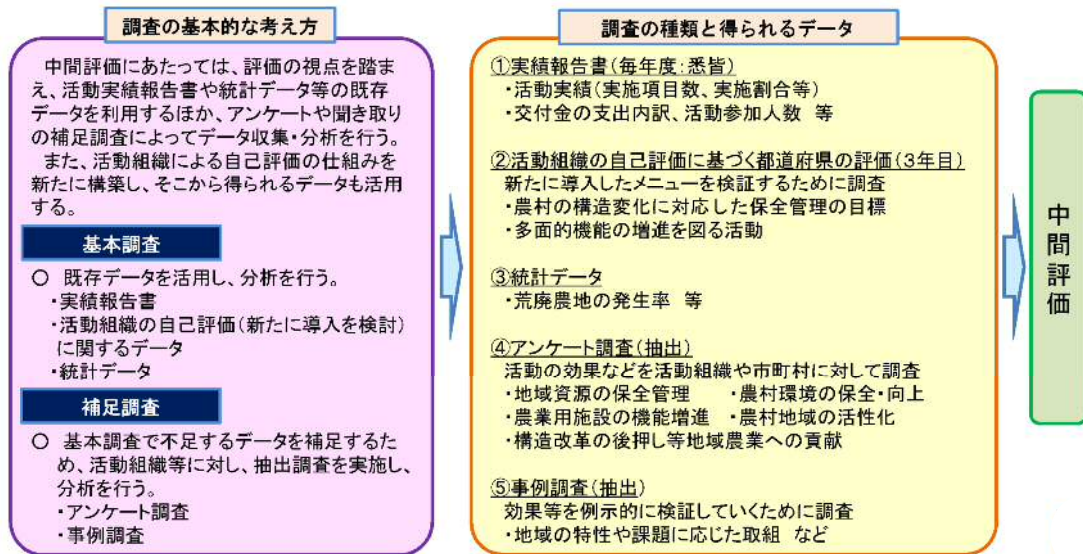 調査の基本的な考え方
中間評価にあたっては、評価の視点を踏ま
え、活動実績報告書や統計データ等の既存
データを利用するほか、アンケートや聞き取り
の補足調査によってデータ収集・分析を行う。
また、活動組織による自己評価の仕組みを
新たに構築し、そこから得られるデータも活用
する。
基本調査
○ 既存データを活用し、分析を行う。
・実績報告書
・活動組織の自己評価(新たに導入を検討)
に関するデータ
・統計データ
補足調査
○ 基本調査で不足するデータを補足するた
め、活動組織等に対し、抽出調査を実施し、
分析を行う。
・アンケート調査
・事例調査
調査の種類と得られるデータ
①実績報告書(毎年度:悉皆)
・活動実績(実施項目数、実施割合等)
・交付金の支出内訳、活動参加人数 等
②活動組織の自己評価に基づく都道府県の評価(3年目)
新たに導入したメニューを検証するために調査
・農村の構造変化に対応した保全管理の目標
・多面的機能の増進を図る活動
③統計データ
・荒廃農地の発生率 等
④アンケート調査(抽出)
活動の効果などを活動組織や市町村に対して調査
・地域資源の保全管理 ・農村環境の保全・向上
・農業用施設の機能増進 ・農村地域の活性化
・構造改革の後押し等地域農業への貢献
⑤事例調査(抽出)
効果等を例示的に検証していくために調査
・地域の特性や課題に応じた取組 など
中間評価